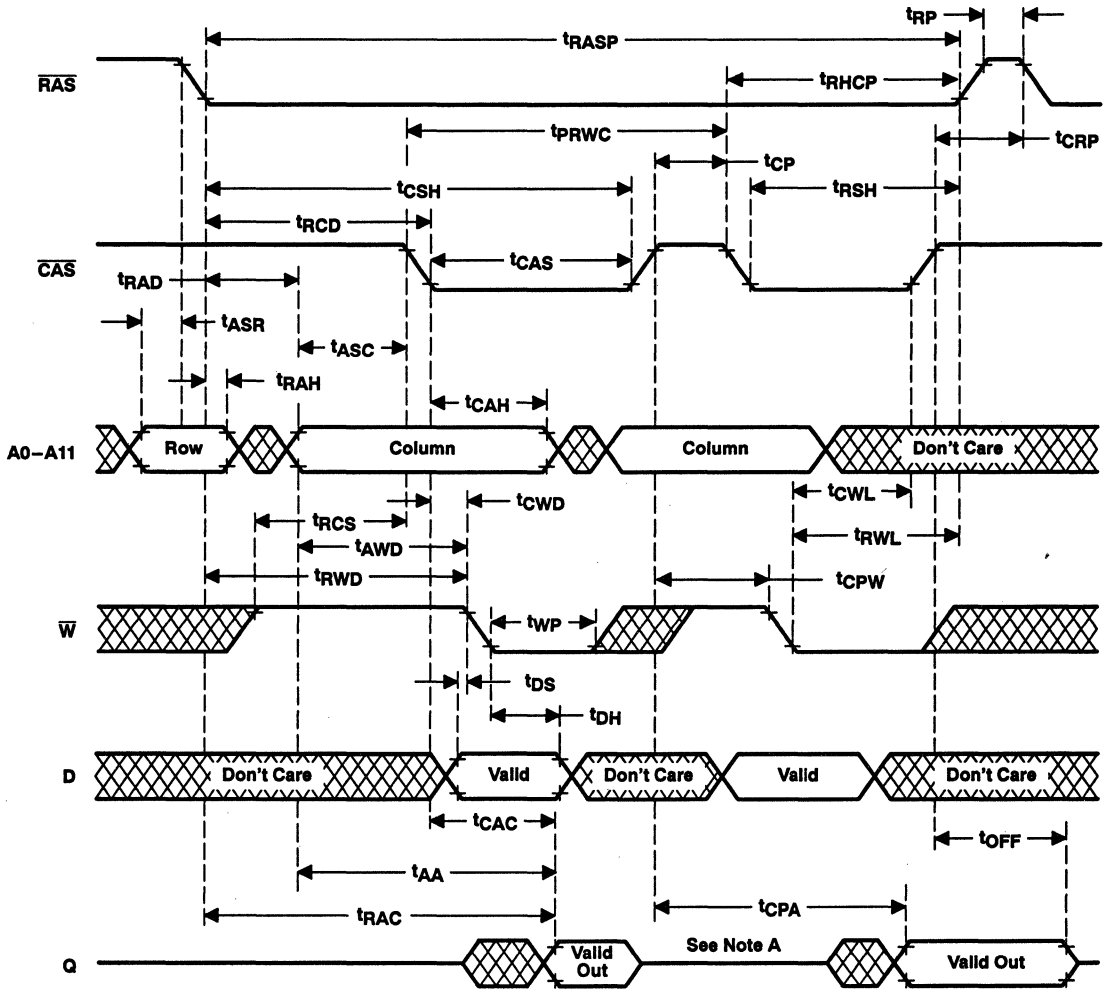 tRP
tRASP
R̅A̅S̅
tRHCP
tPRWC
tCRP
tCP
tCSH
tRSH
tRCD
C̅A̅S̅
tCAS
tRAD
tASR
tASC
tRAH
tCAH
A0–A11
Row
Column
Column
Don't Care
tCWD
tCWL
tRCS
tAWD
tRWL
tRWD
tCPW
W̅
tWP
tDS
tDH
D
Don't Care
Valid
Don't Care
Valid
Don't Care
tCAC
tOFF
tAA
tCPA
tRAC
Q
Valid
Out
See Note A
Valid Out